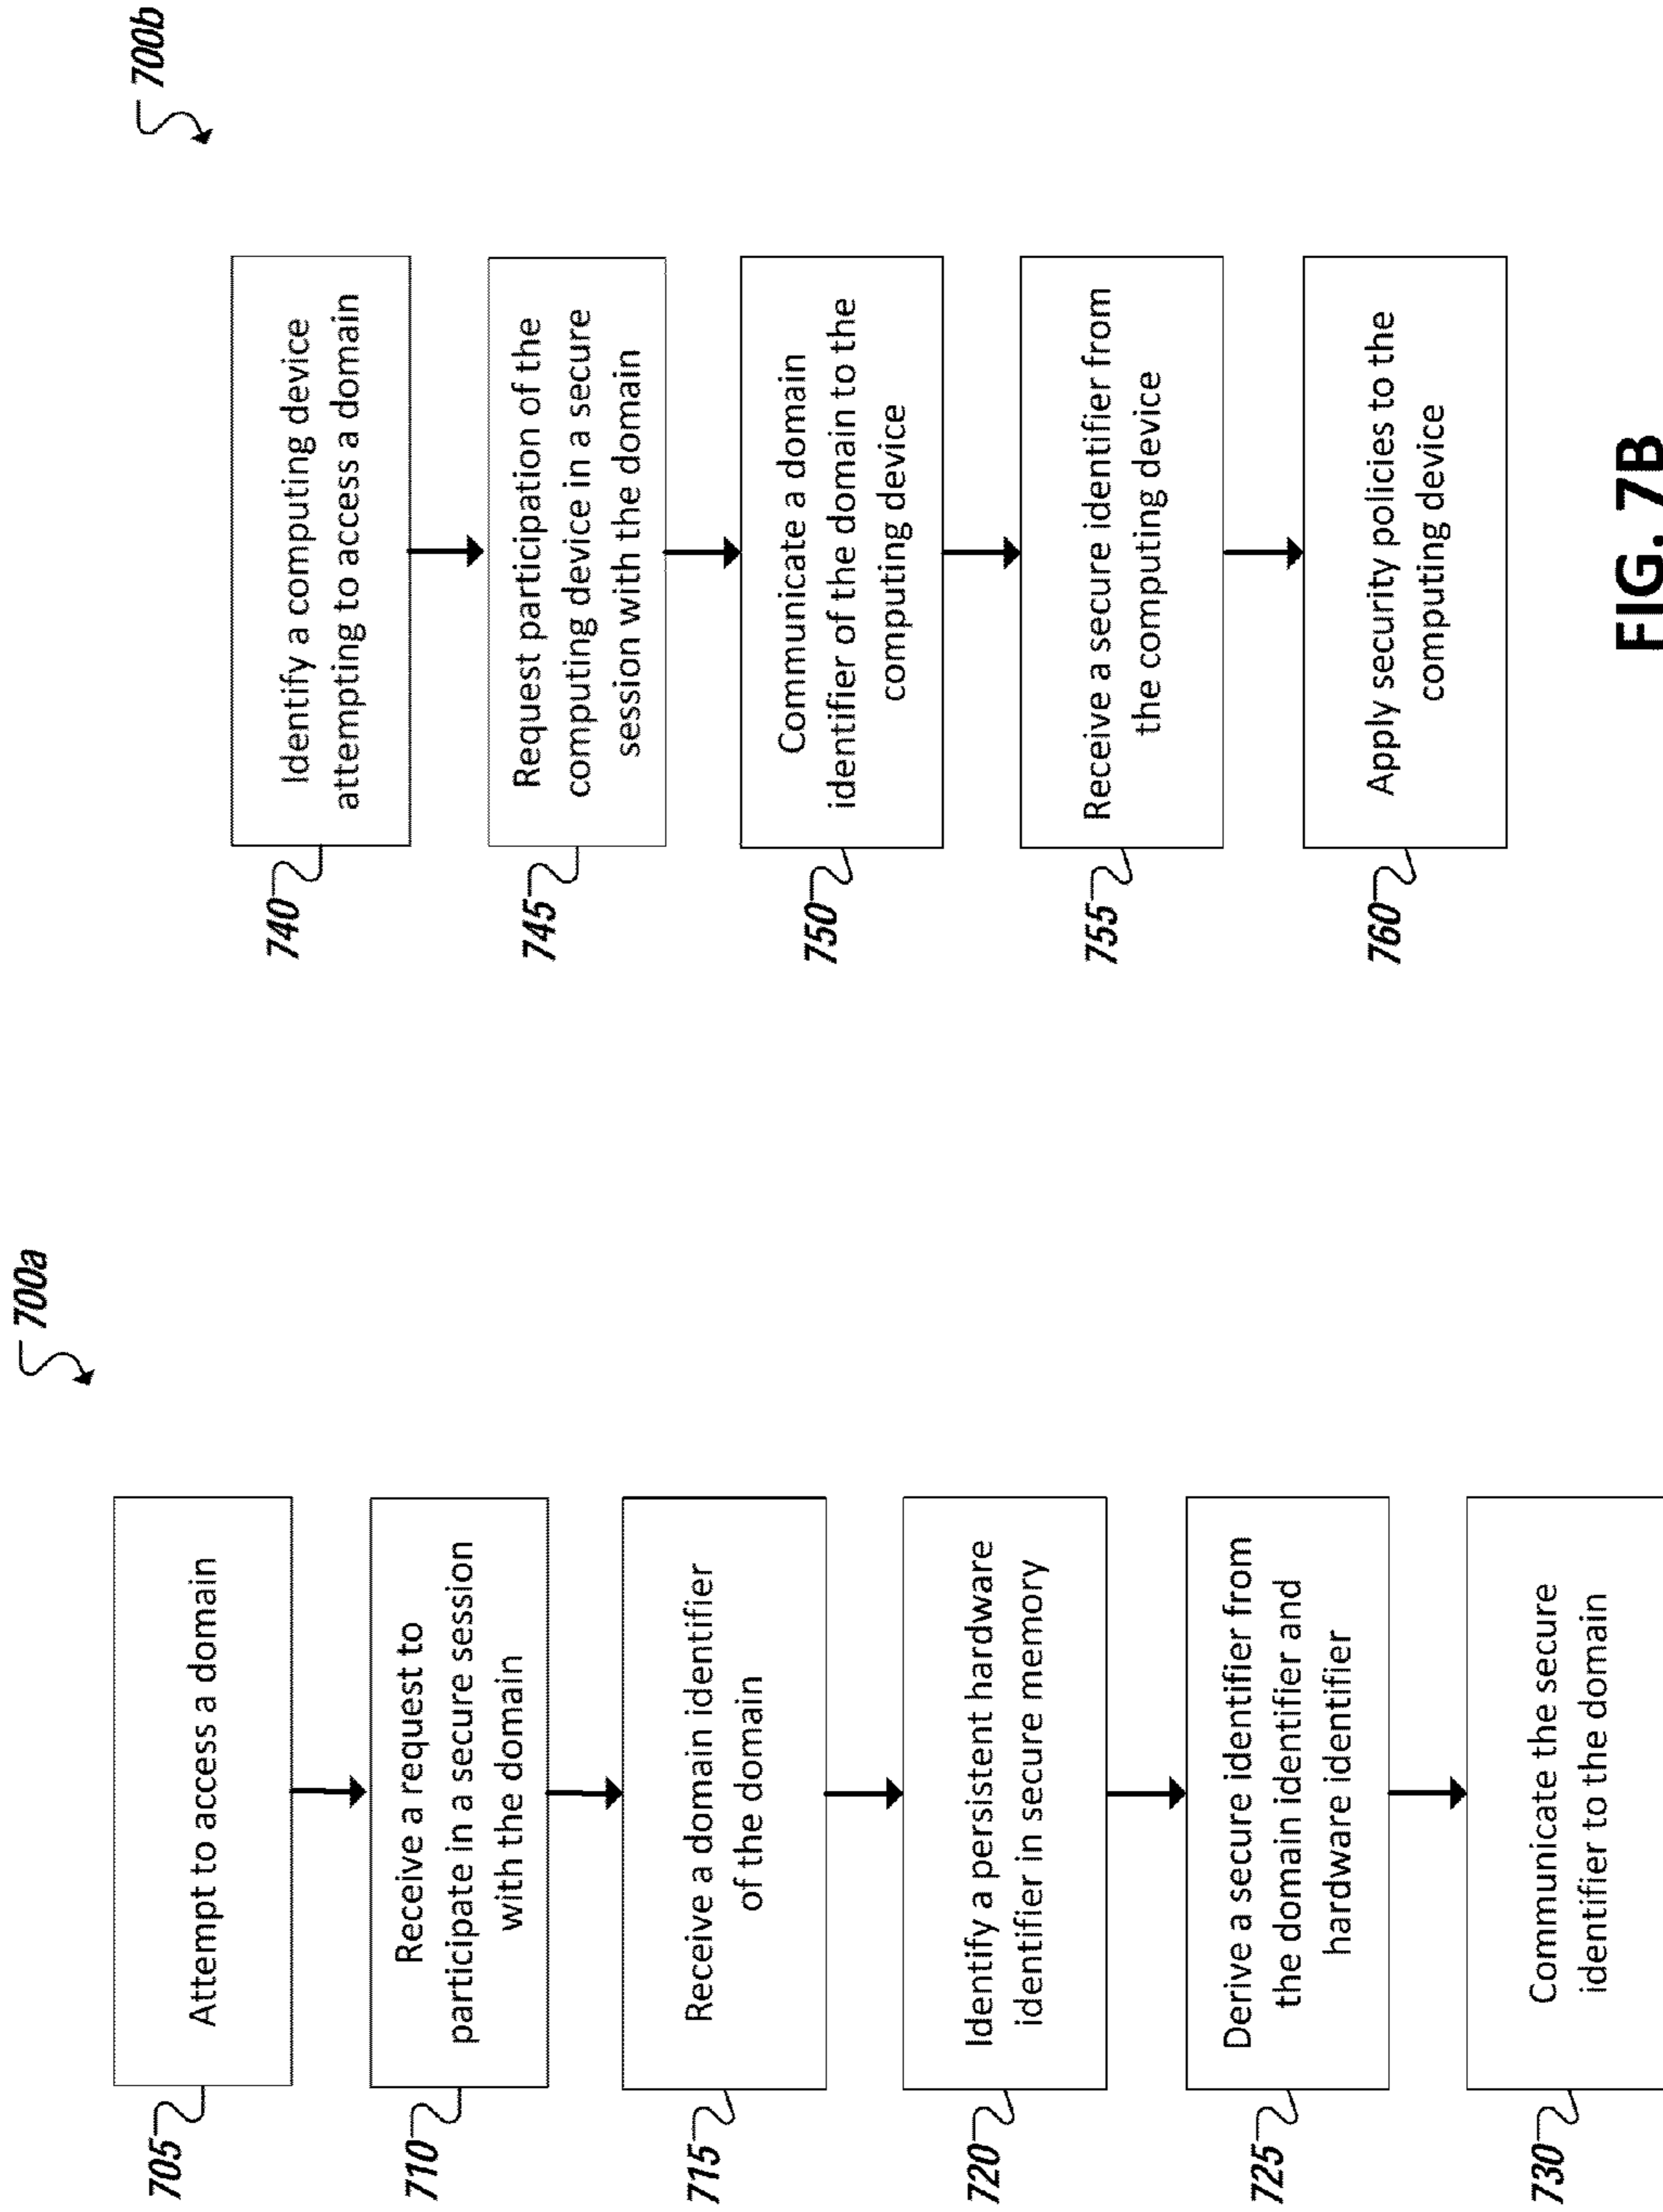 700a
705
Attempt to access a domain
710
Receive a request to
participate in a secure session
with the domain
715
Receive a domain identifier
of the domain
720
Identify a persistent hardware
identifier in secure memory
725
Derive a secure identifier from
the domain identifier and
hardware identifier
730
Communicate the secure
identifier to the domain
700b
740
Identify a computing device
attempting to access a domain
745
Request participation of the
computing device in a secure
session with the domain
750
Communicate a domain
identifier of the domain to the
computing device
755
Receive a secure identifier from
the computing device
760
Apply security policies to the
computing device
FIG. 7B